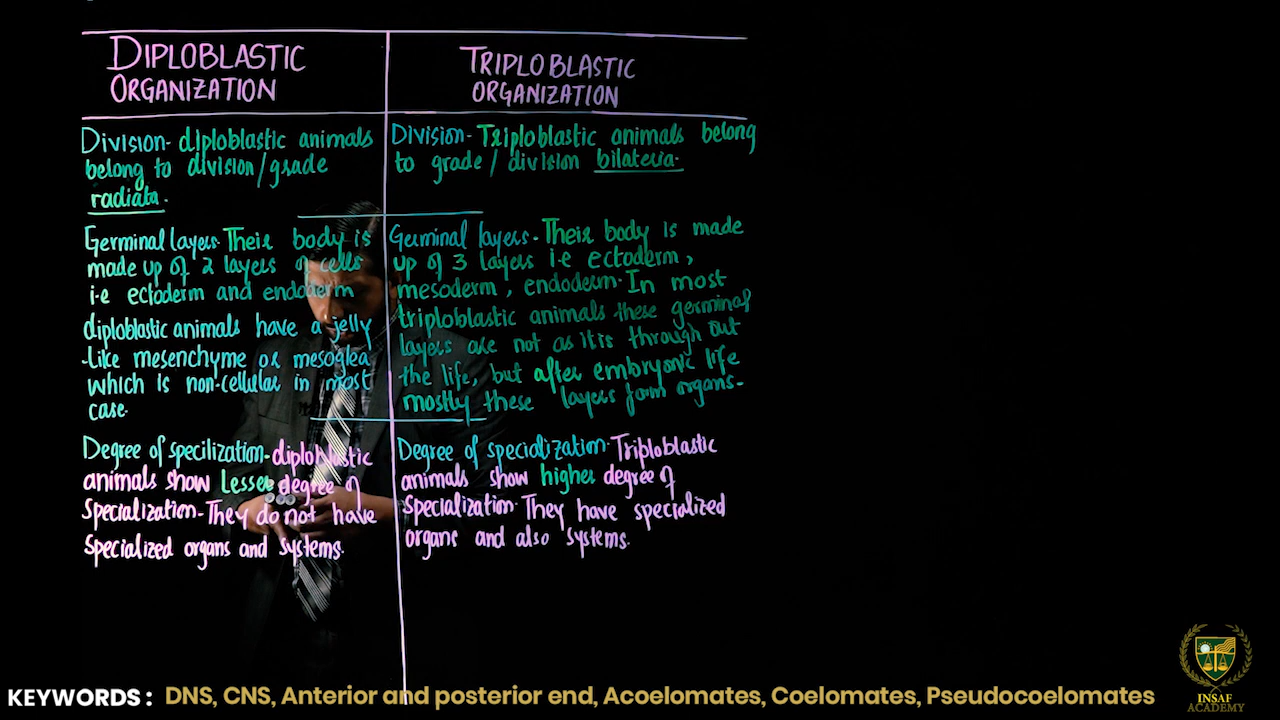 DIPLOBLASTIC
ORGANIZATION
TRIPLOBLASTIC
ORGANIZATION
Division- diploblastic animals
belong to division/grade
radiata.
Division- Triploblastic animals belong
to grade/division bilateria.
Germinal layers- Their body is
made up of 2 layers of cells
i.e ectoderm and endoderm
diploblastic animals have a jelly
-like mesenchyme or mesoglea
which is non-cellular in most
case.
Germinal layers- Their body is made
up of 3 layers i.e ectoderm,
mesoderm, endoderm. In most
triploblastic animals these germinal
layers are not as it is through out
the life, but after embryonic life
mostly these layers form organs-
Degree of specilization- diploblastic
animals show Lesser degree of
Specialization- They do not have
Specialized organs and systems.
Degree of specialization- Triploblastic
animals show higher degree of
Specialization- They have specialized
organs and also systems.
KEYWORDS : DNS, CNS, Anterior and posterior end, Acoelomates, Coelomates, Pseudocoelomates
INSAF
ACADEMY